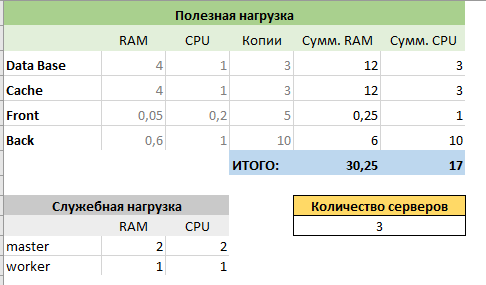 Полезная нагрузка
RAM CPU Копии Сумм. RAM Сумм. CPU
Data Base 4 1 3 12 3
Cache 4 1 3 12 3
Front 0,05 0,2 5 0,25 1
Back 0,6 1 10 6 10
ИТОГО: 30,25 17
Служебная нагрузка Количество серверов
RAM CPU 3
master 2 2
worker 1 1